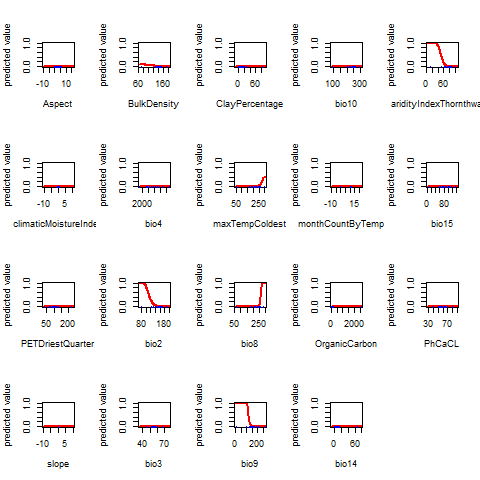 predicted value predicted value predicted value predicted value predicted value
0.0 1.0 0.0 1.0 0.0 1.0 0.0 1.0 0.0 1.0
-10 10 60 160 0 60 100 300 0 60
Aspect BulkDensity ClayPercentage bio10 aridityIndexThornthwa
predicted value predicted value predicted value predicted value predicted value
0.0 1.0 0.0 1.0 0.0 1.0 0.0 1.0 0.0 1.0
-10 5 2000 50 250 -10 15 0 80
climaticMoistureInde bio4 maxTempColdest monthCountByTemp bio15
predicted value predicted value predicted value predicted value predicted value
0.0 1.0 0.0 1.0 0.0 1.0 0.0 1.0 0.0 1.0
50 200 80 180 50 250 0 2000 30 70
PETDriestQuarter bio2 bio8 OrganicCarbon PhCaCL
predicted value predicted value predicted value predicted value
0.0 1.0 0.0 1.0 0.0 1.0 0.0 1.0
-10 5 40 70 0 200 0 60
slope bio3 bio9 bio14